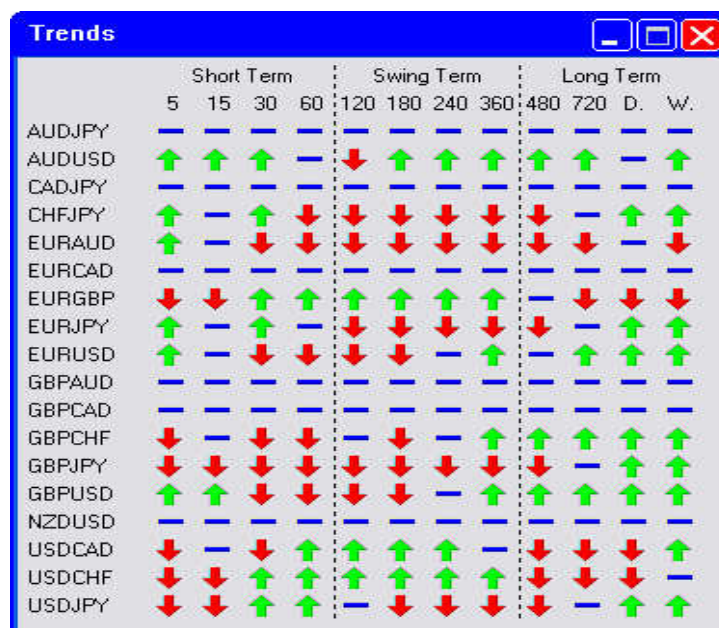 Trends
Short Term Swing Term Long Term
5 15 30 60 120 180 240 360 480 720 D. W.
AUDJPY
AUDUSD
CADJPY
CHFJPY
EURAUD
EURCAD
EURGBP
EURJPY
EURUSD
GBPAUD
GBPCAD
GBPCHF
GBPJPY
GBPUSD
NZDUSD
USDCAD
USDCHF
USDJPY